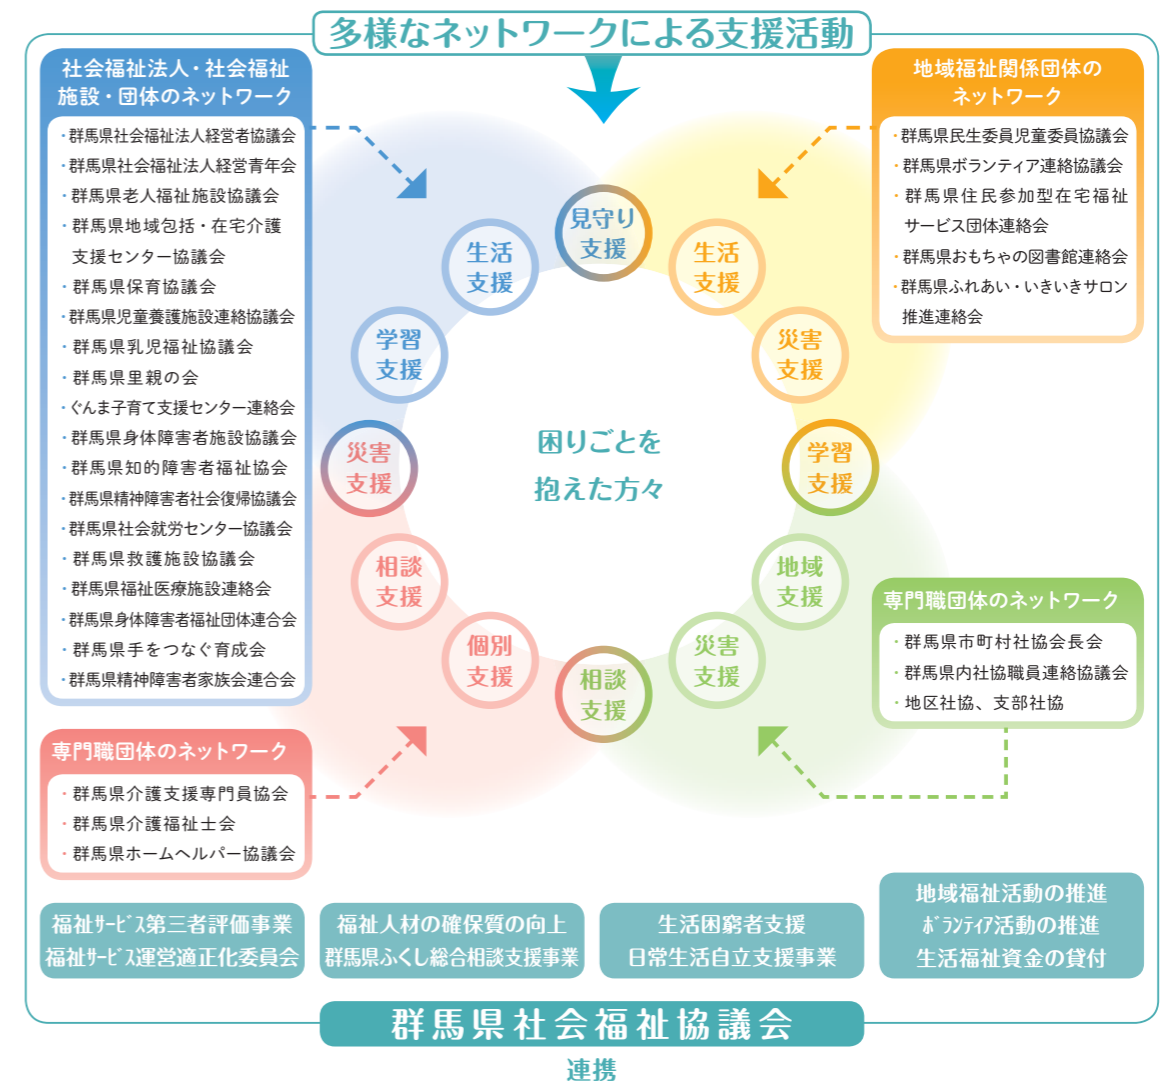 多様なネットワークによる支援活動
社会福祉法人・社会福祉
施設・団体のネットワーク
・群馬県社会福祉法人経営者協議会
・群馬県社会福祉法人経営青年会
・群馬県老人福祉施設協議会
・群馬県地域包括・在宅介護
支援センター協議会
・群馬県保育協議会
・群馬県児童養護施設連絡協議会
・群馬県乳児福祉協議会
・群馬県里親の会
・ぐんま子育て支援センター連絡会
・群馬県身体障害者施設協議会
・群馬県知的障害者福祉協会
・群馬県精神障害者社会復帰協議会
・群馬県社会就労センター協議会
・群馬県救護施設協議会
・群馬県福祉医療施設連絡会
・群馬県身体障害者福祉団体連合会
・群馬県手をつなぐ育成会
・群馬県精神障害者家族会連合会
地域福祉関係団体の
ネットワーク
・群馬県民生委員児童委員協議会
・群馬県ボランティア連絡協議会
・群馬県住民参加型在宅福祉
サービス団体連絡会
・群馬県おもちゃの図書館連絡会
・群馬県ふれあい・いきいきサロン
推進連絡会
見守り
支援
生活
支援
災害
支援
学習
支援
地域
支援
災害
支援
相談
支援
個別
支援
相談
支援
災害
支援
学習
支援
生活
支援
困りごとを
抱えた方々
専門職団体のネットワーク
・群馬県市町村社協会長会
・群馬県内社協職員連絡協議会
・地区社協、支部社協
専門職団体のネットワーク
・群馬県介護支援専門員協会
・群馬県介護福祉士会
・群馬県ホームヘルパー協議会
福祉ｻｰﾋﾞｽ第三者評価事業
福祉ｻｰﾋﾞｽ運営適正化委員会
福祉人材の確保質の向上
群馬県ふくし総合相談支援事業
生活困窮者支援
日常生活自立支援事業
地域福祉活動の推進
ﾎﾞﾗﾝﾃｨｱ活動の推進
生活福祉資金の貸付
群馬県社会福祉協議会
連携